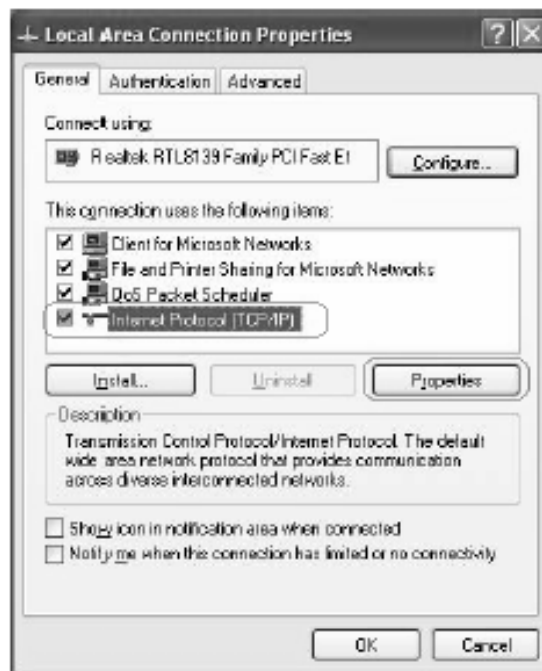 Local Area Connection Properties
General Authentication Advanced
Connect using:
Realtek RTL8139 Family PCI Fast Et
Configure...
This connection uses the following items:
Client for Microsoft Networks
File and Printer Sharing for Microsoft Networks
QoS Packet Scheduler
Internet Protocol (TCP/IP)
Install... Uninstall Properties
Description
Transmission Control Protocol/Internet Protocol. The default
wide area network protocol that provides communication
across diverse interconnected networks.
Show icon in notification area when connected
Notify me when this connection has limited or no connectivity
OK Cancel